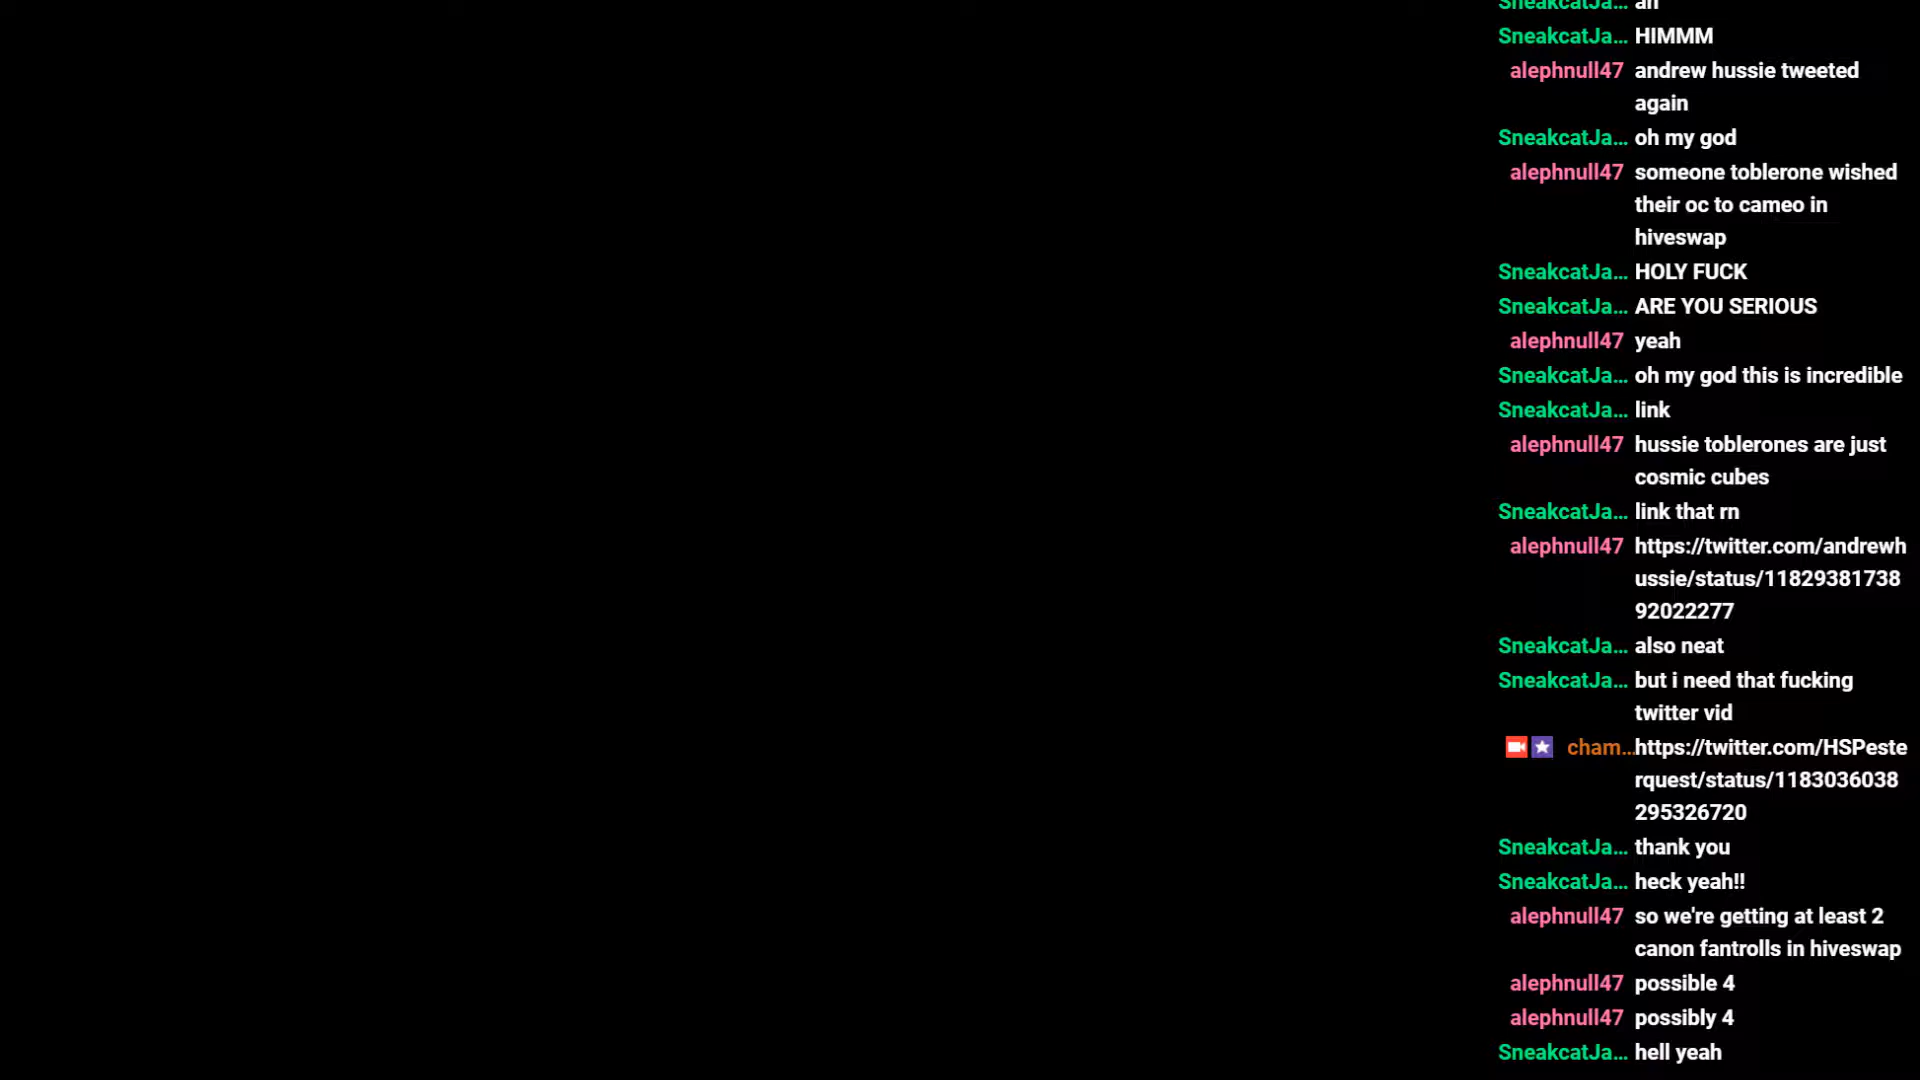 SneakcatJa... ah
SneakcatJa... HIMMM
alephnull47 andrew hussie tweeted
again
SneakcatJa... oh my god
alephnull47 someone toblerone wished
their oc to cameo in
hiveswap
SneakcatJa... HOLY FUCK
SneakcatJa... ARE YOU SERIOUS
alephnull47 yeah
SneakcatJa... oh my god this is incredible
SneakcatJa... link
alephnull47 hussie toblerones are just
cosmic cubes
SneakcatJa... link that rn
alephnull47 https://twitter.com/andrewh
ussie/status/11829381738
92022277
SneakcatJa... also neat
SneakcatJa... but i need that fucking
twitter vid
cham... https://twitter.com/HSPeste
rquest/status/1183036038
295326720
SneakcatJa... thank you
SneakcatJa... heck yeah!!
alephnull47 so we're getting at least 2
canon fantrolls in hiveswap
alephnull47 possible 4
alephnull47 possibly 4
SneakcatJa... hell yeah